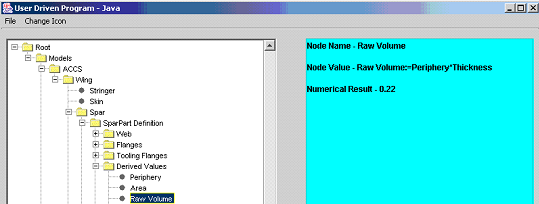 User Driven Program - Java
File Change Icon
Root
Models
ACCS
Wing
Stringer
Skin
Spar
SparPart Definition
Web
Flanges
Tooling Flanges
Derived Values
Periphery
Area
Raw Volume
Node Name - Raw Volume
Node Value - Raw Volume:=Periphery*Thickness
Numerical Result - 0.22